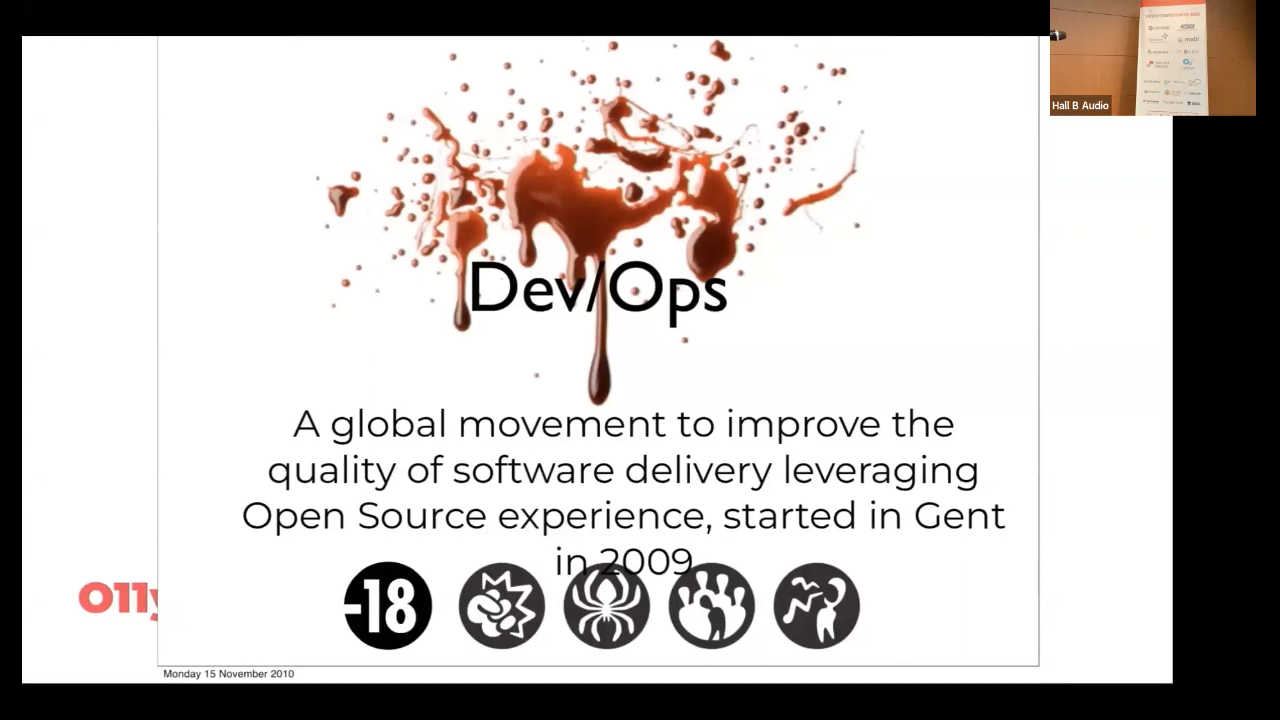 Dev/Ops
A global movement to improve the
quality of software delivery leveraging
Open Source experience, started in Gent
in 2009
-18
o11y
Monday 15 November 2010
Hall B Audio